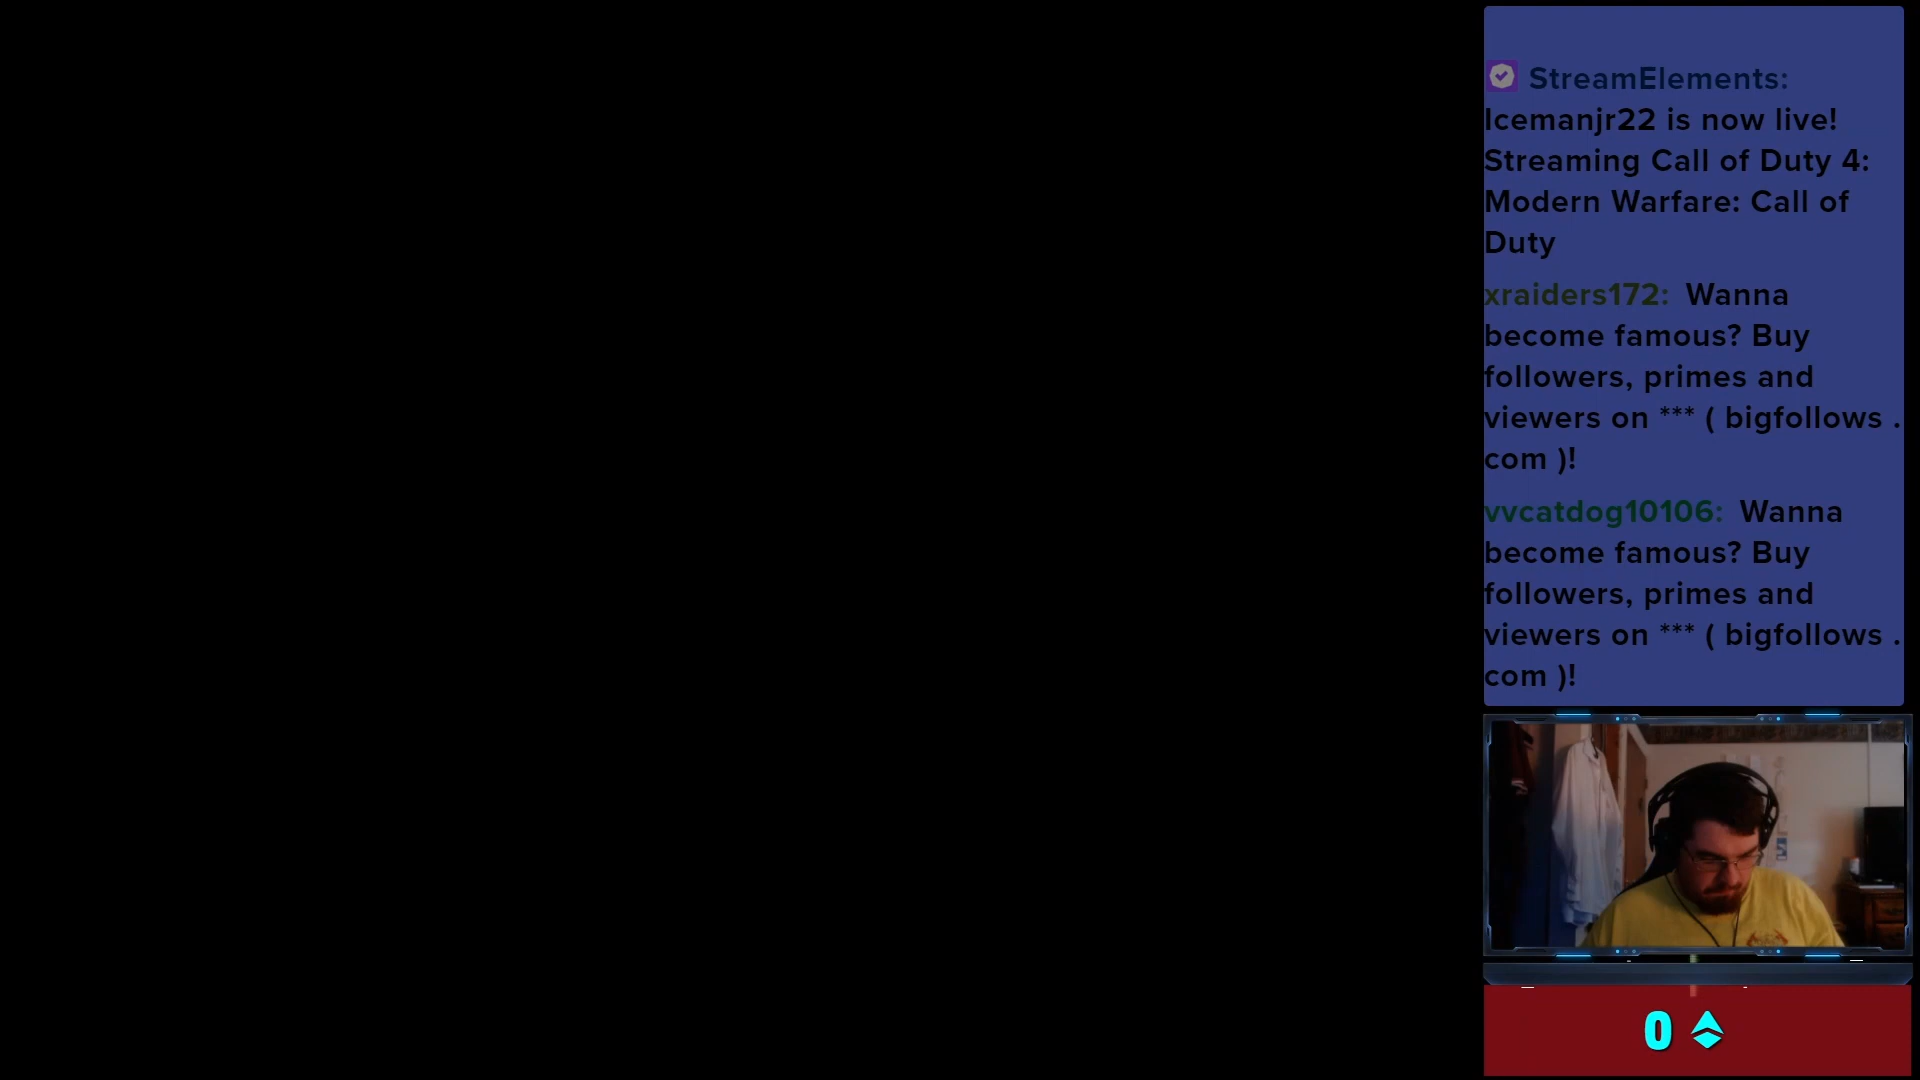 StreamElements:
Icemanjr22 is now live!
Streaming Call of Duty 4:
Modern Warfare: Call of
Duty
xraiders172: Wanna
become famous? Buy
followers, primes and
viewers on *** ( bigfollows .
com )!
vvcatdog10106: Wanna
become famous? Buy
followers, primes and
viewers on *** ( bigfollows .
com )!
0